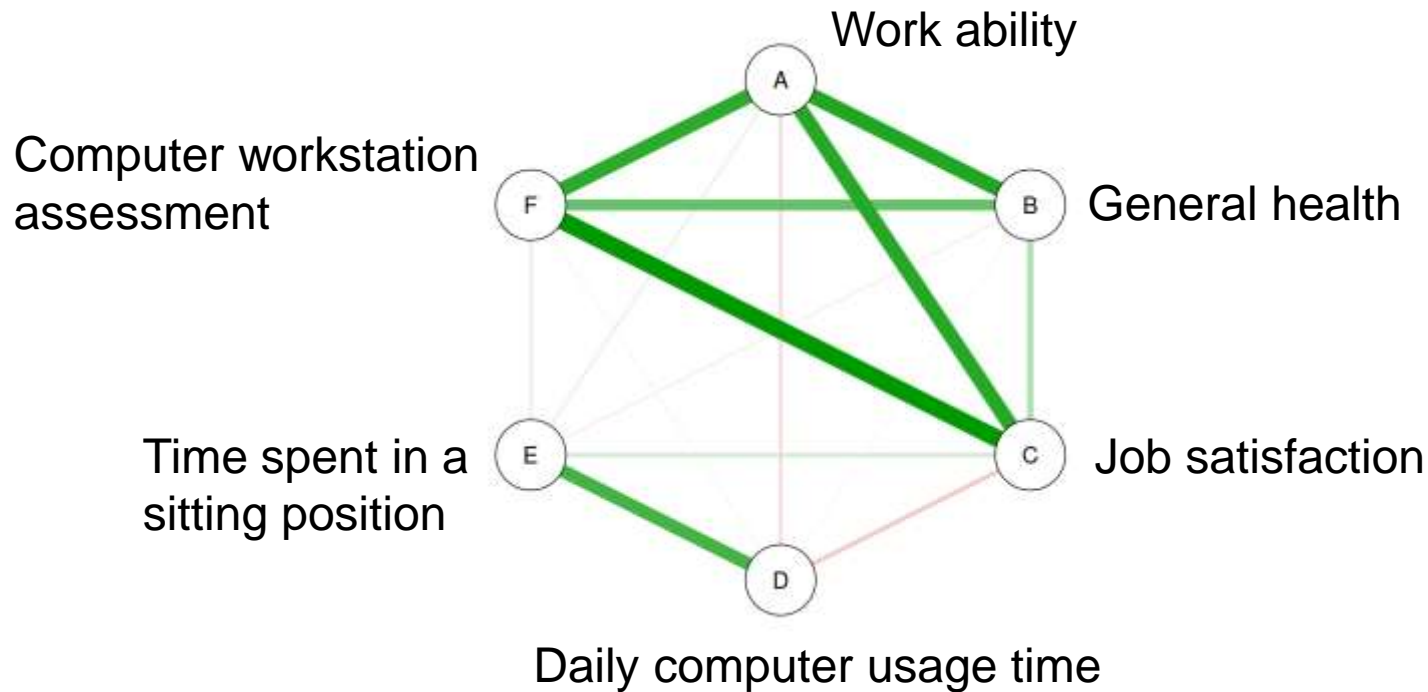 Work ability
A
Computer workstation
assessment
F
B
General health
Time spent in a
sitting position
E
C
Job satisfaction
D
Daily computer usage time